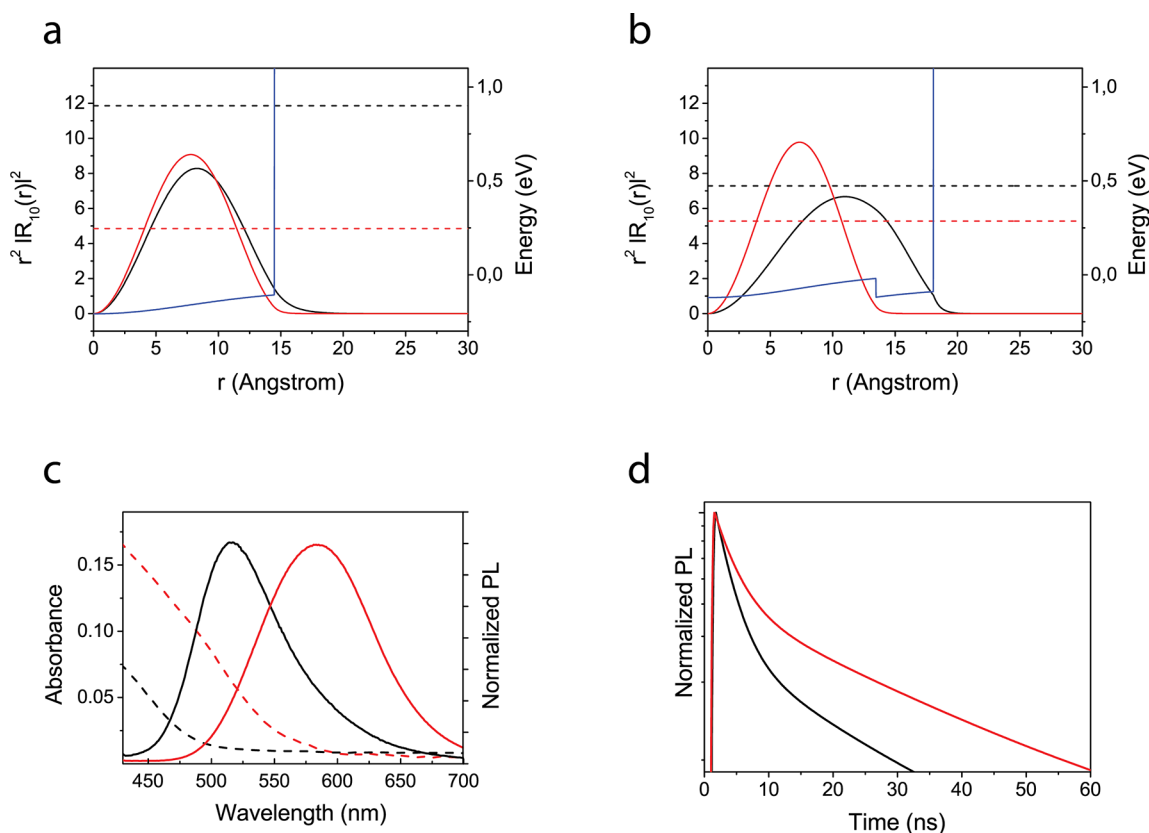 a
12
10
8
6
4
2
0
r² |R₁₀(r)|²
1,0
0,5
0,0
Energy (eV)
0 5 10 15 20 25 30
r (Angstrom)
b
12
10
8
6
4
2
0
r² |R₁₀(r)|²
1,0
0,5
0,0
Energy (eV)
0 5 10 15 20 25 30
r (Angstrom)
c
0.15
0.10
0.05
Absorbance
Normalized PL
450 500 550 600 650 700
Wavelength (nm)
d
Normalized PL
0 10 20 30 40 50 60
Time (ns)